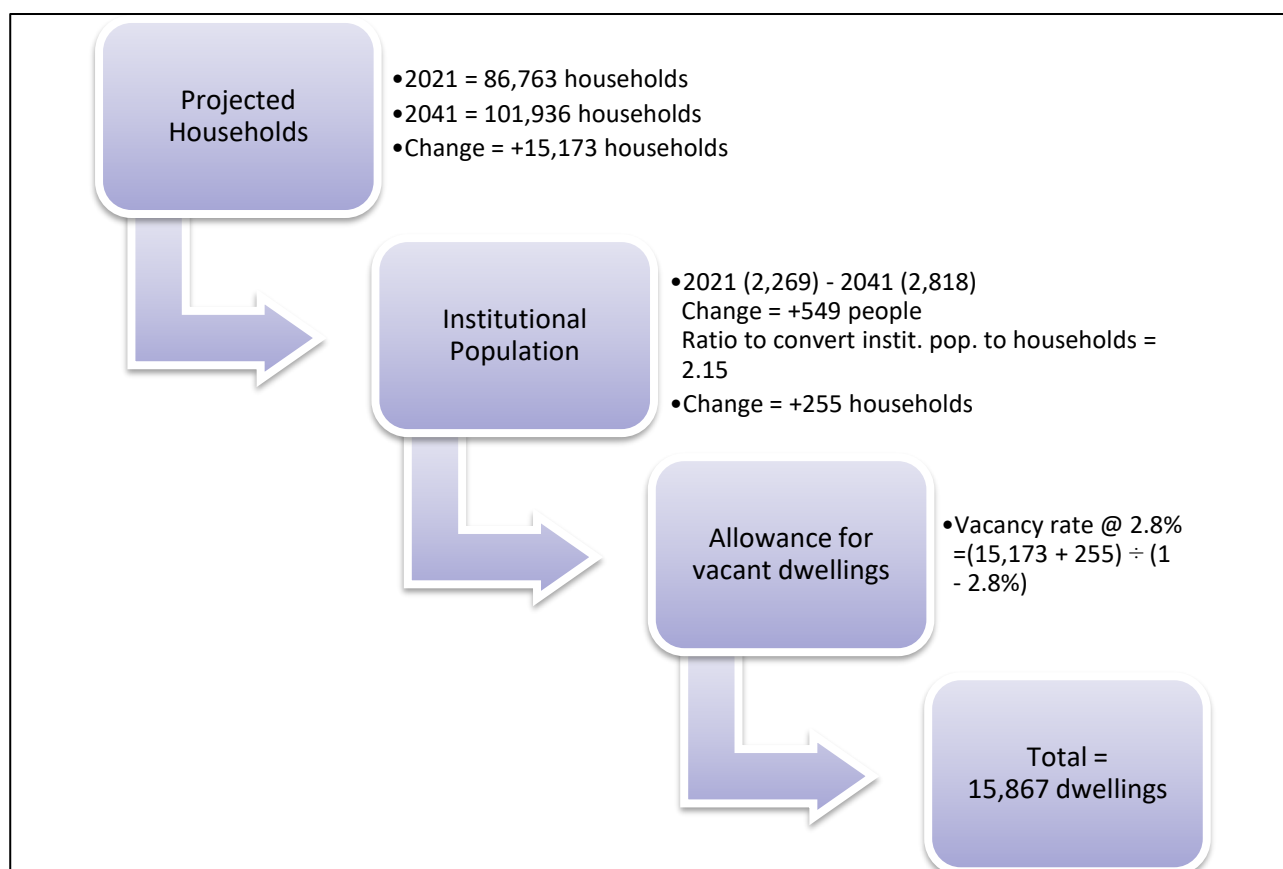 Projected
Households
•2021 = 86,763 households
•2041 = 101,936 households
•Change = +15,173 households
Institutional
Population
•2021 (2,269) - 2041 (2,818)
Change = +549 people
Ratio to convert instit. pop. to households =
2.15
•Change = +255 households
Allowance for
vacant dwellings
•Vacancy rate @ 2.8%
=(15,173 + 255) ÷ (1
- 2.8%)
Total =
15,867 dwellings